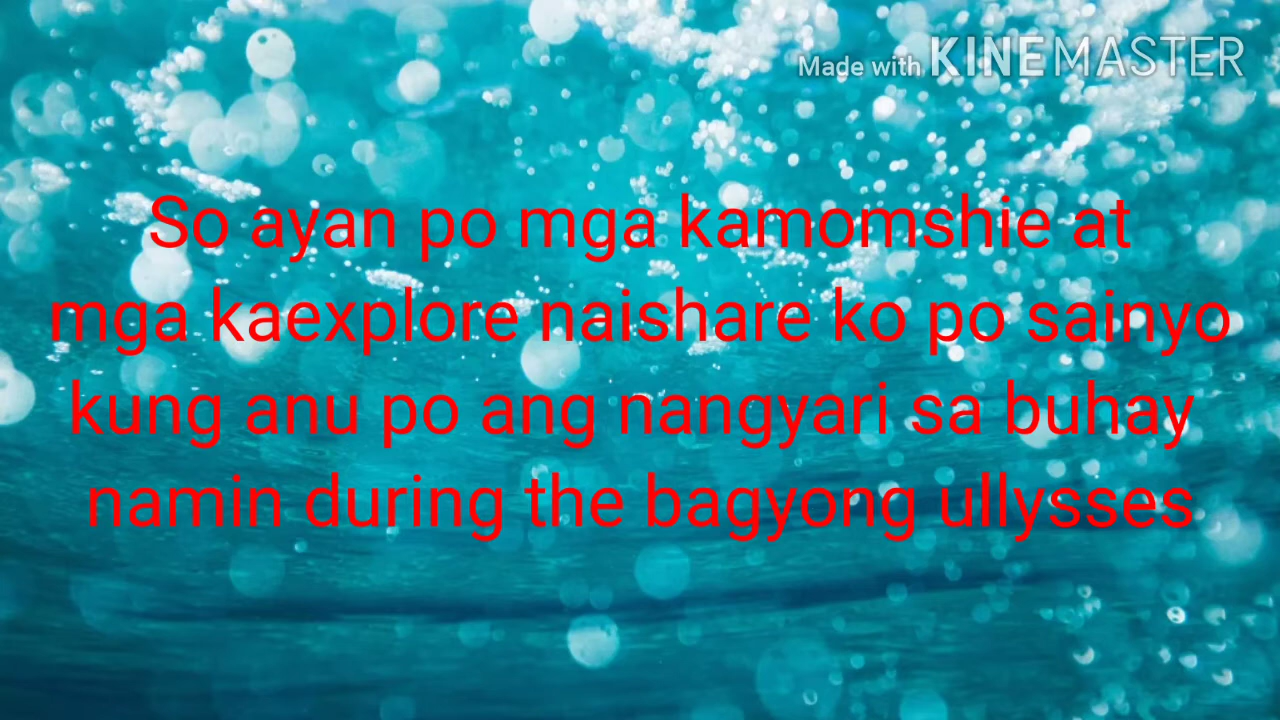 Made with KINEMASTER
So ayan po mga kamomshie at
mga kaexplore naishare ko po sainyo
kung anu po ang nangyari sa buhay
namin during the bagyong ullysses